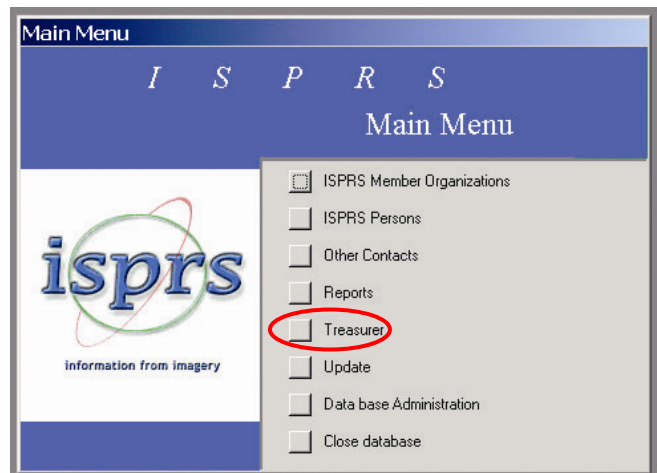 Main Menu
I S P R S
Main Menu
ISPRS Member Organizations
ISPRS Persons
Other Contacts
Reports
Treasurer
Update
Data base Administration
Close database
isprs
information from imagery